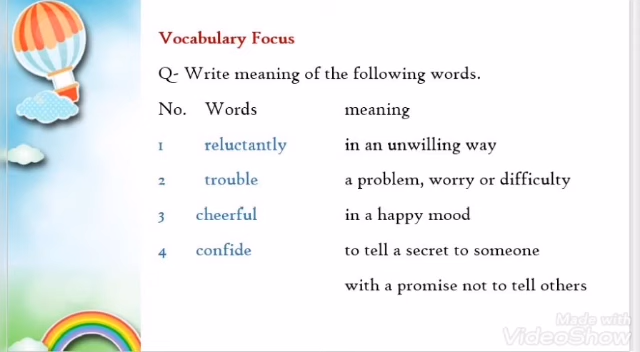 Vocabulary Focus
Q- Write meaning of the following words.
No. Words meaning
1 reluctantly in an unwilling way
2 trouble a problem, worry or difficulty
3 cheerful in a happy mood
4 confide to tell a secret to someone
with a promise not to tell others
Made with
VideoShow